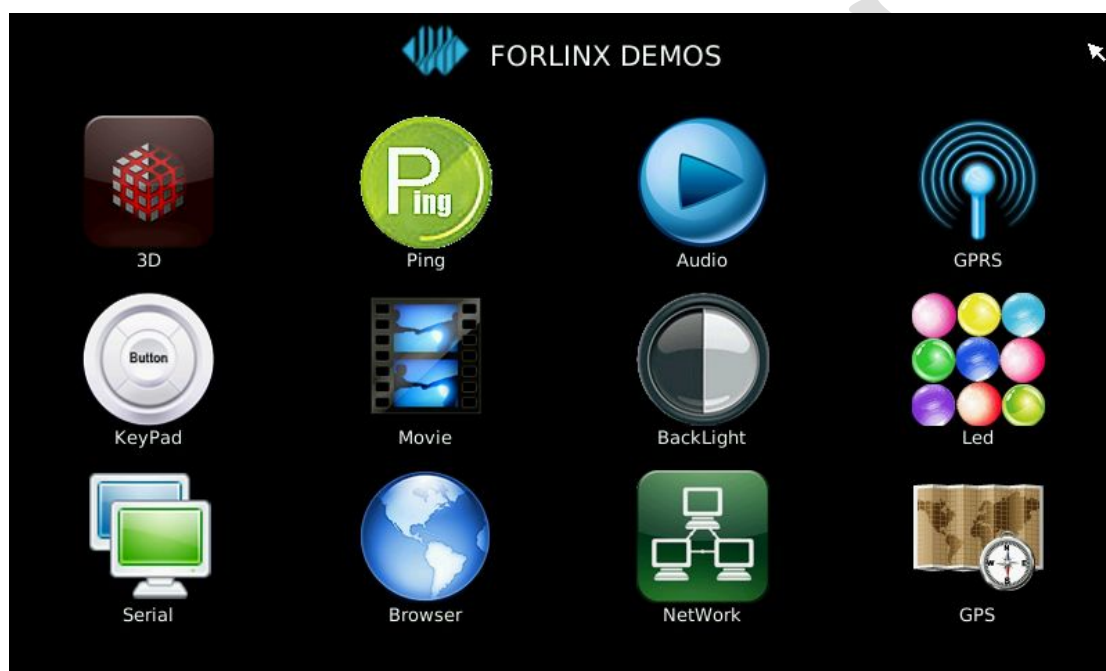 FORLINX DEMOS
Ping
3D Ping Audio GPRS
Button
KeyPad Movie BackLight Led
N
W E
S
Serial Browser NetWork GPS